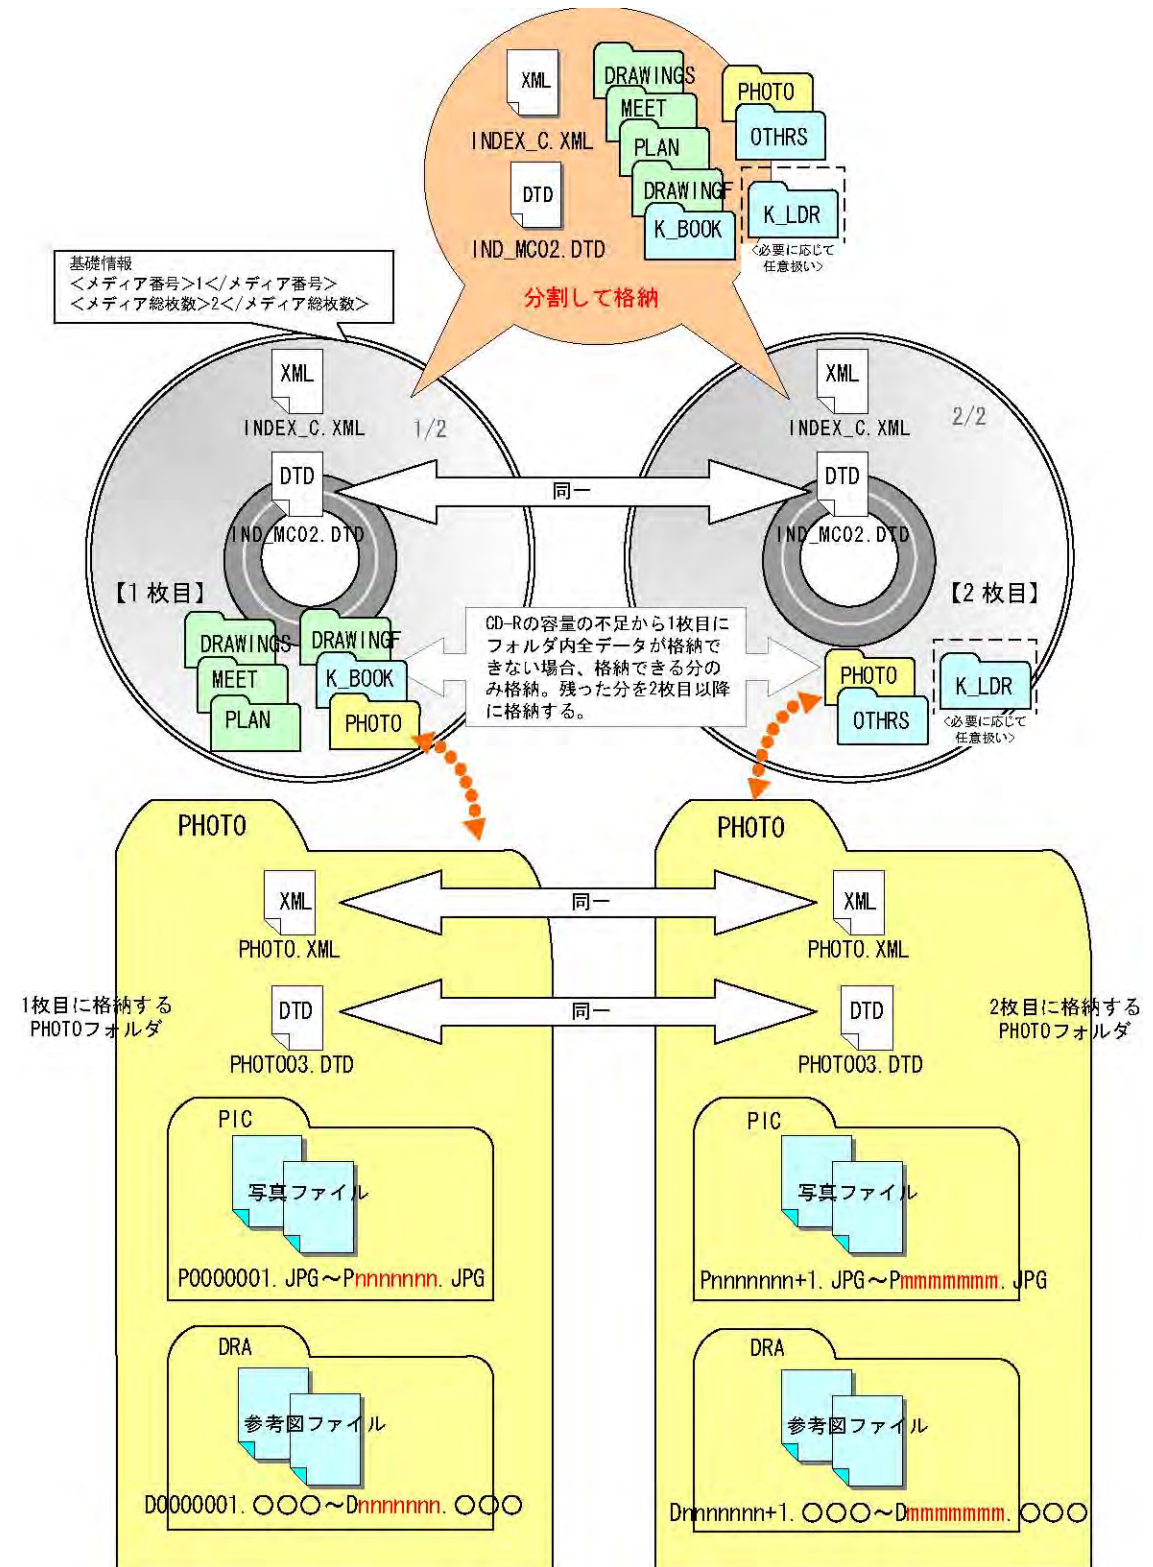 XML
INDEX_C.XML
DTD
IND_MC02.DTD
DRAWINGS
MEET
PLAN
DRAWINGF
K_BOOK
PHOTO
OTHRS
K_LDR
<必要に応じて
任意扱い>
分割して格納
基礎情報
<メディア番号>1</メディア番号>
<メディア総枚数>2</メディア総枚数>
XML
INDEX_C.XML
1/2
DTD
IND_MC02.DTD
【1枚目】
DRAWINGS
MEET
PLAN
DRAWINGF
K_BOOK
PHOTO
同一
CD-Rの容量の不足から1枚目に
フォルダ内全データが格納で
きない場合、格納できる分の
み格納。残った分を2枚目以降
に格納する。
XML
INDEX_C.XML
2/2
DTD
IND_MC02.DTD
【2枚目】
PHOTO
OTHRS
K_LDR
<必要に応じて
任意扱い>
PHOTO
PHOTO
XML
PHOTO.XML
同一
XML
PHOTO.XML
1枚目に格納する
PHOTOフォルダ
DTD
PHOTO03.DTD
同一
DTD
PHOTO03.DTD
2枚目に格納する
PHOTOフォルダ
PIC
写真ファイル
P0000001.JPG～Pnnnnnnn.JPG
PIC
写真ファイル
Pnnnnnnn+1.JPG～Pmmmmmmm.JPG
DRA
参考図ファイル
D0000001.○○○～Dnnnnnnn.○○○
DRA
参考図ファイル
Dnnnnnnn+1.○○○～Dmmmmmmm.○○○